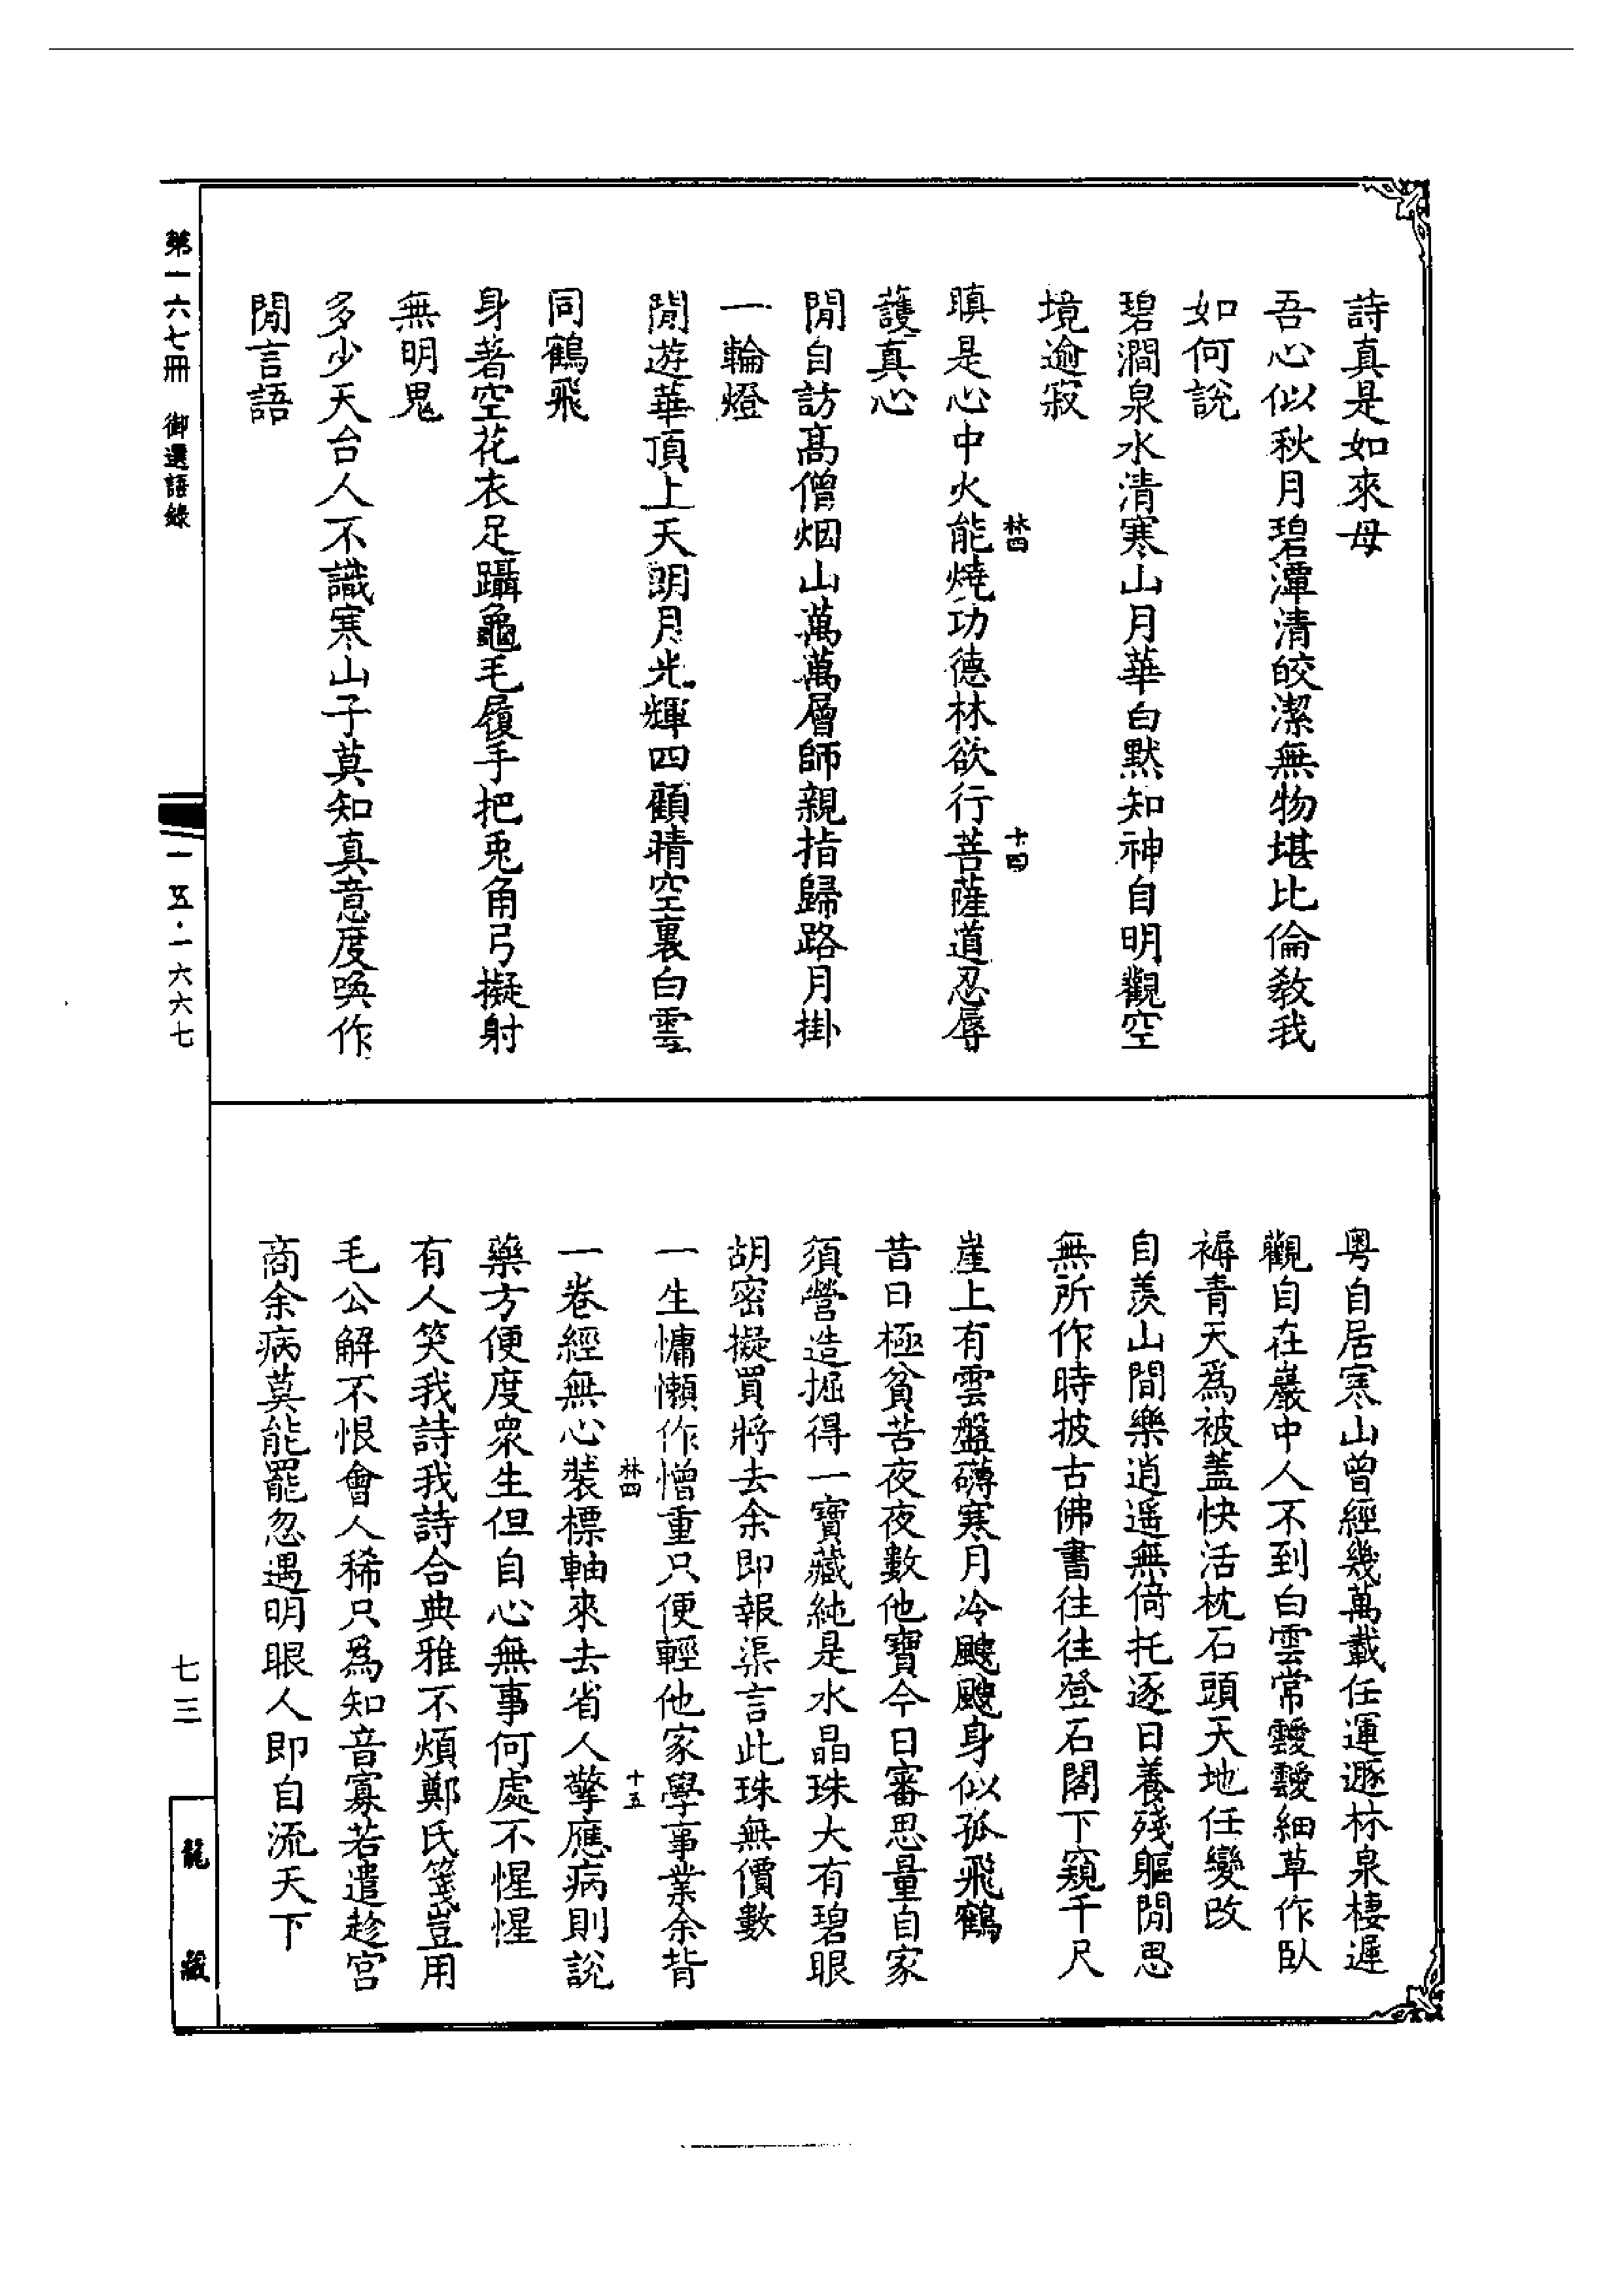 詩真是如來母
吾心似秋月碧潭清皎潔無物堪比倫教我
如何說
碧澗泉水清寒山月華白黙知神自明觀空
境逾寂
林四
十四
瞋是心中火能燒功德林欲行菩薩道忍辱
護真心
閒自訪高僧烟山萬萬層師親指歸路月掛
一輪燈
閒遊華頂上天朗月光輝四顧晴空裏白雲
同鶴飛
身著空花衣足躡龜毛履手把兎角弓擬射
無明鬼
多少天台人不識寒山子莫知真意度喚作
閒言語
粤自居寒山曾經幾萬載任運遯林泉棲遲
觀自在巖中人不到白雲常靉靉細草作臥
褥青天爲被蓋快活枕石頭天地任變改
自羨山間樂逍遥無倚托逐日養殘軀閒思
無所作時披古佛書往往登石閣下窺千尺
崖上有雲盤礴寒月冷颼颼身似孤飛鶴
昔日極貧苦夜夜數他寶今日審思量自家
須營造掘得一寶藏純是水晶珠大有碧眼
胡密擬買將去余即報渠言此珠無價數
一生慵懶作憎重只便輕他家學事業余背
林四
十五
一卷經無心裝標軸來去省人擎應病則說
藥方便度衆生但自心無事何處不惺惺
有人笑我詩我詩合典雅不煩鄭氏箋豈用
毛公解不恨會人稀只爲知音寡若遣趁宫
商余病莫能罷忽遇明眼人即自流天下
第一六七冊 御選語錄
一五·一六六七
七三
龍藏